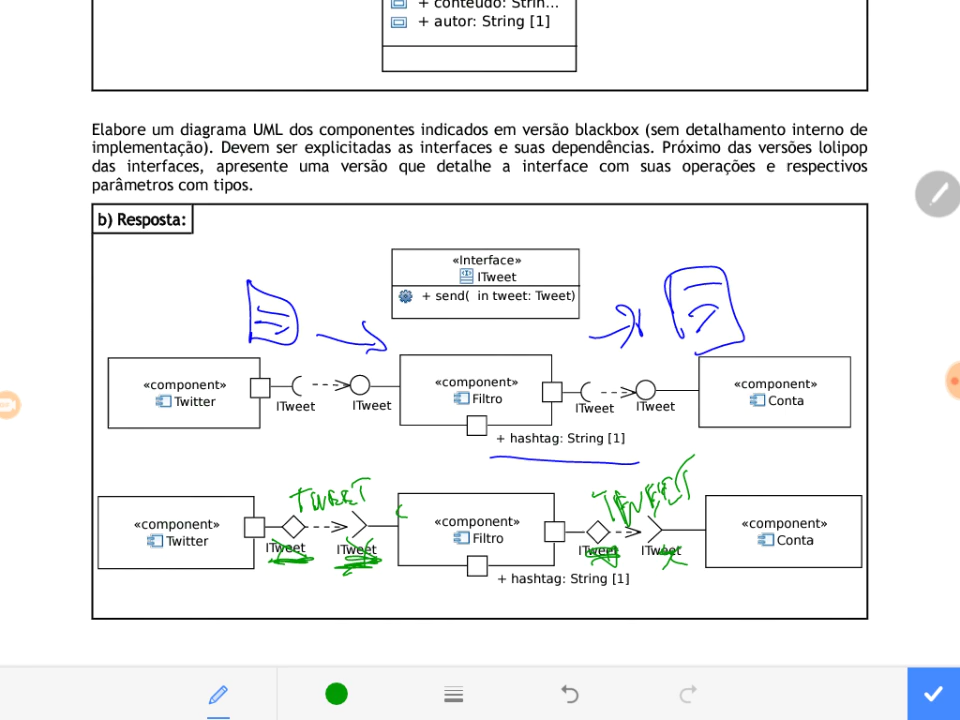 + conteudo: Strin...
+ autor: String [1]
Elabore um diagrama UML dos componentes indicados em versão blackbox (sem detalhamento interno de
implementação). Devem ser explicitadas as interfaces e suas dependências. Próximo das versões lolipop
das interfaces, apresente uma versão que detalhe a interface com suas operações e respectivos
parâmetros com tipos.
b) Resposta:
«Interface»
ITweet
+ send( in tweet: Tweet)
«component»
Twitter
ITweet
ITweet
«component»
Filtro
ITweet
ITweet
«component»
Conta
+ hashtag: String [1]
TWEET
TWEET
«component»
Twitter
ITweet
ITweet
«component»
Filtro
ITweet
ITweet
«component»
Conta
+ hashtag: String [1]